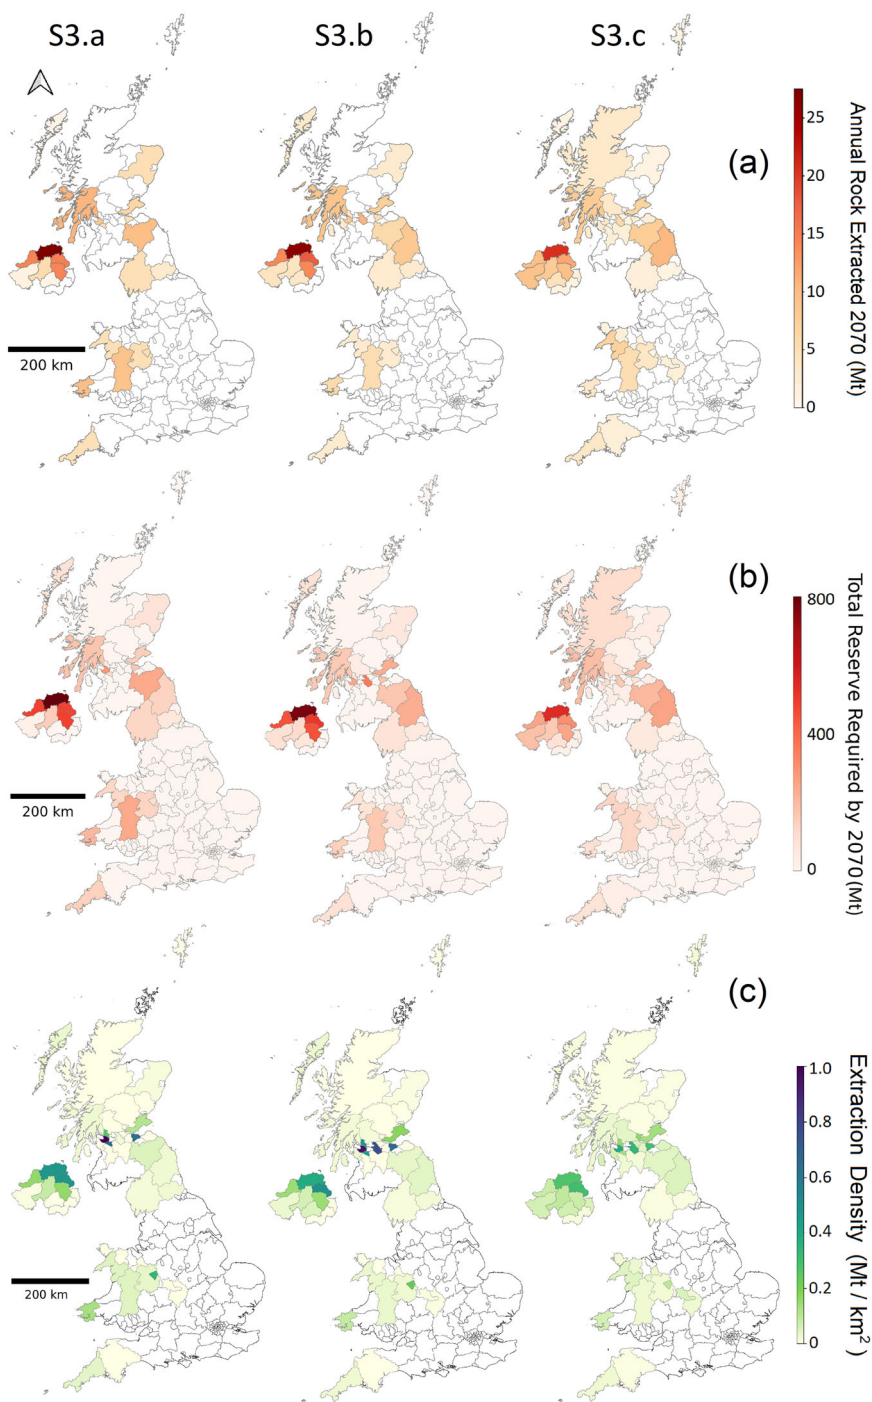 S3.a
S3.b
S3.c
(a)
25
20
15
10
5
0
Annual Rock Extracted 2070 (Mt)
200 km
(b)
800
400
0
Total Reserve Required by 2070 (Mt)
200 km
(c)
1.0
0.8
0.6
0.4
0.2
0
Extraction Density (Mt / km²)
200 km